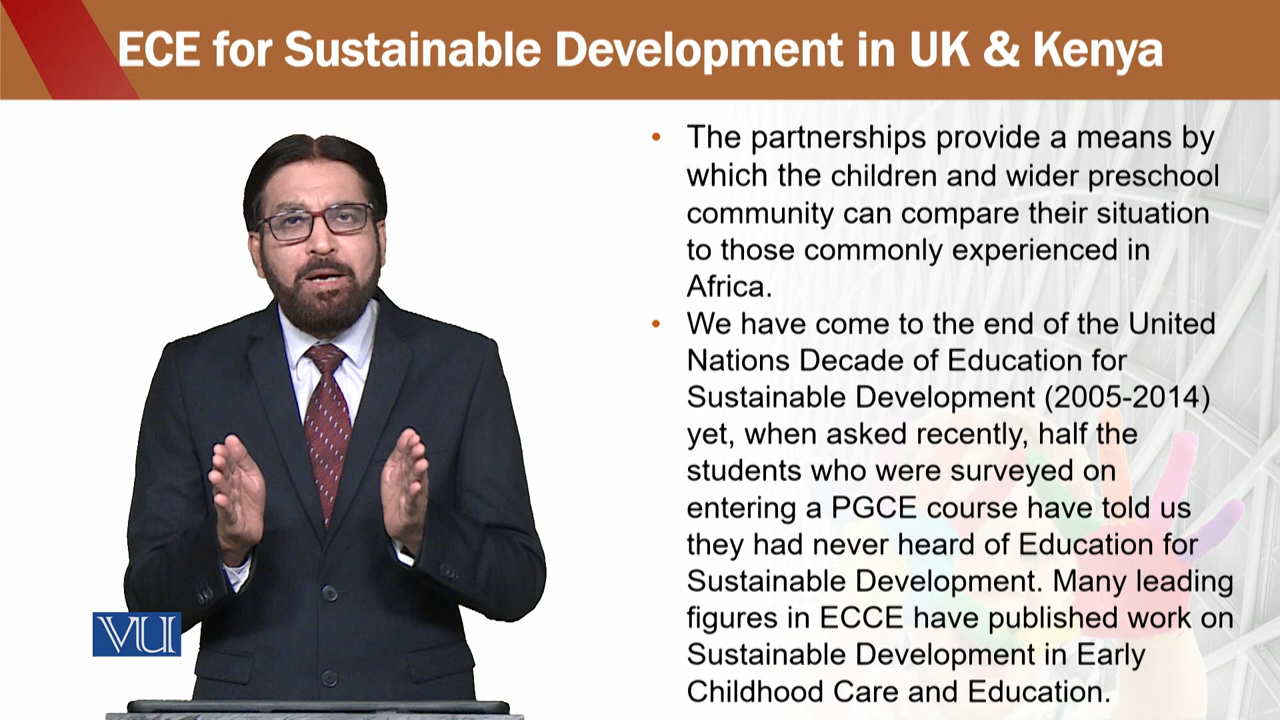 ECE for Sustainable Development in UK & Kenya
• The partnerships provide a means by
which the children and wider preschool
community can compare their situation
to those commonly experienced in
Africa.
• We have come to the end of the United
Nations Decade of Education for
Sustainable Development (2005-2014)
yet, when asked recently, half the
students who were surveyed on
entering a PGCE course have told us
they had never heard of Education for
Sustainable Development. Many leading
figures in ECCE have published work on
Sustainable Development in Early
Childhood Care and Education.
VU